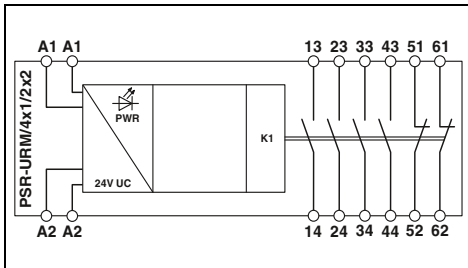 A1 A1 13 23 33 43 51 61
PSR-URM/4x1/2x2
PWR
K1
24V UC
A2 A2 14 24 34 44 52 62